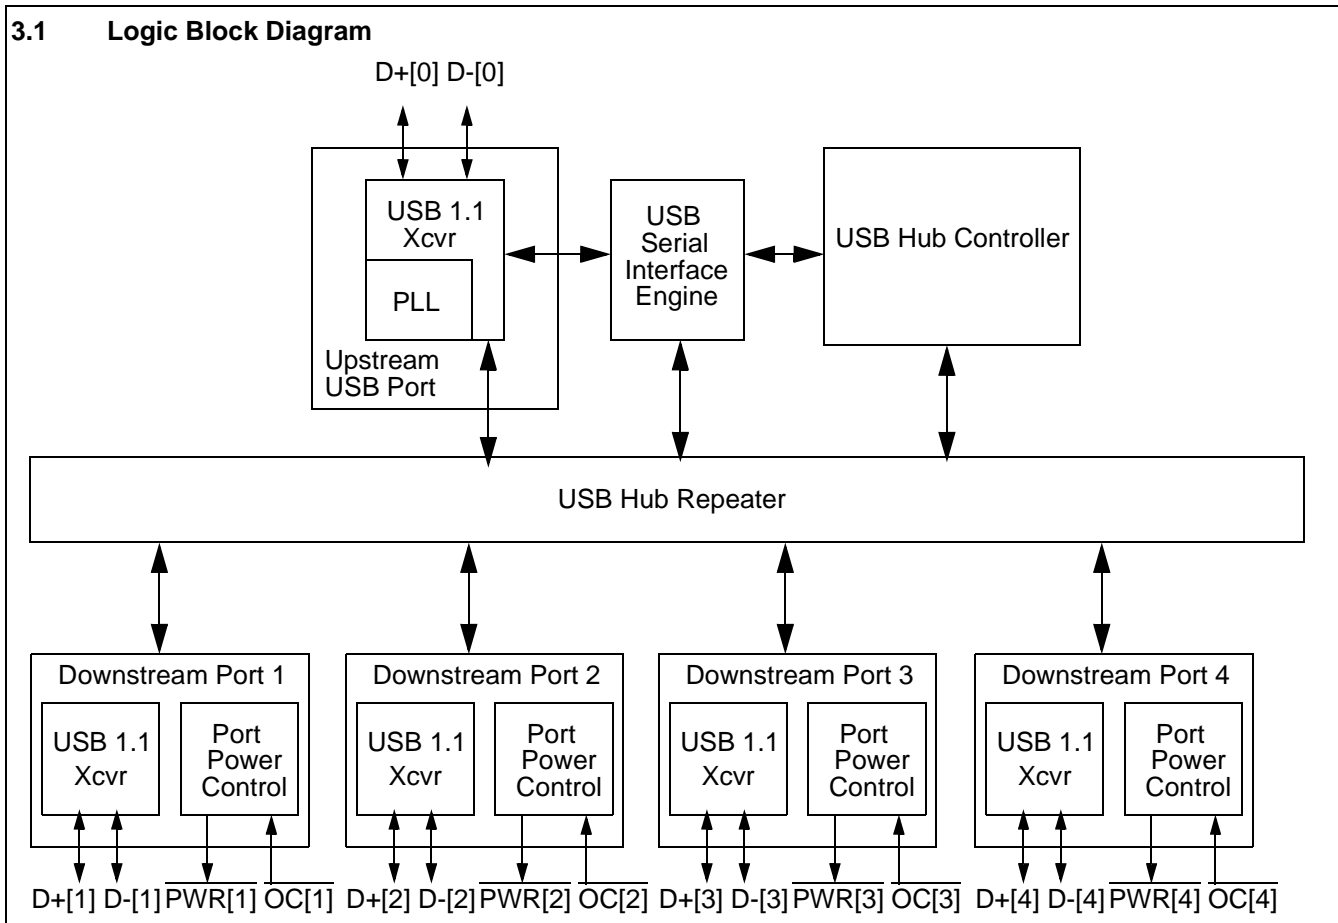 3.1 Logic Block Diagram
D+[0] D-[0]
USB 1.1
Xcvr
PLL
Upstream
USB Port
USB
Serial
Interface
Engine
USB Hub Controller
USB Hub Repeater
Downstream Port 1
USB 1.1
Xcvr
Port
Power
Control
Downstream Port 2
USB 1.1
Xcvr
Port
Power
Control
Downstream Port 3
USB 1.1
Xcvr
Port
Power
Control
Downstream Port 4
USB 1.1
Xcvr
Port
Power
Control
D+[1] D-[1] PWR[1] OC[1] D+[2] D-[2] PWR[2] OC[2] D+[3] D-[3] PWR[3] OC[3] D+[4] D-[4] PWR[4] OC[4]